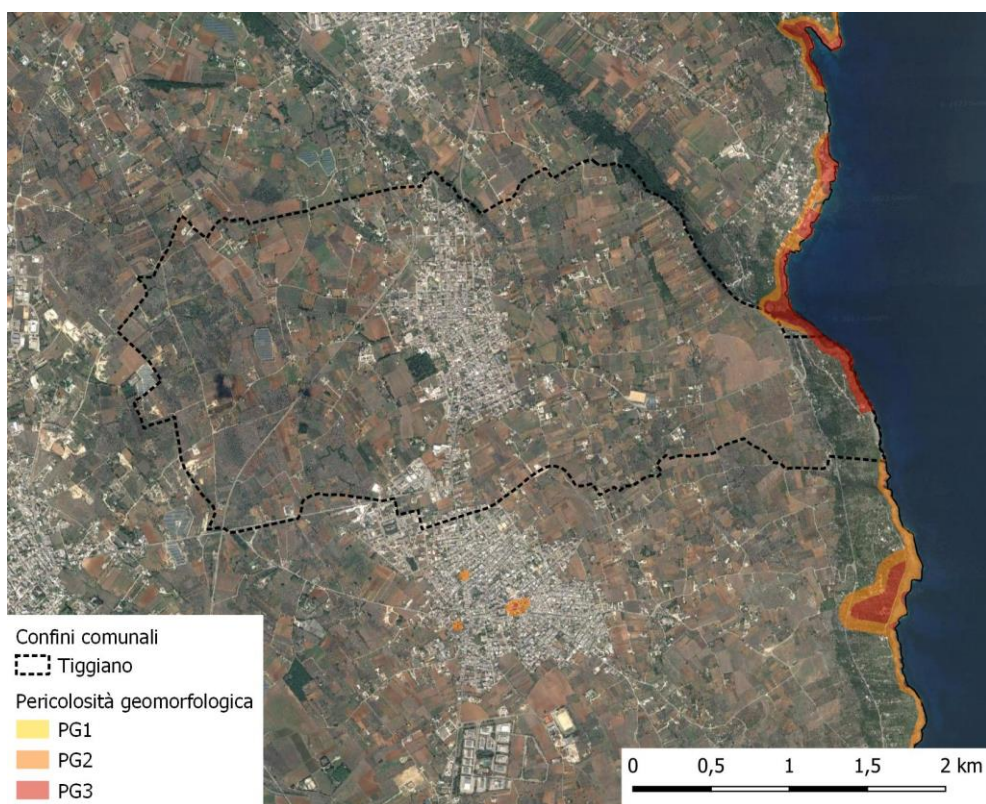 Confini comunali
Tiggiano
Pericolosità geomorfologica
PG1
PG2
PG3
0 0,5 1 1,5 2 km